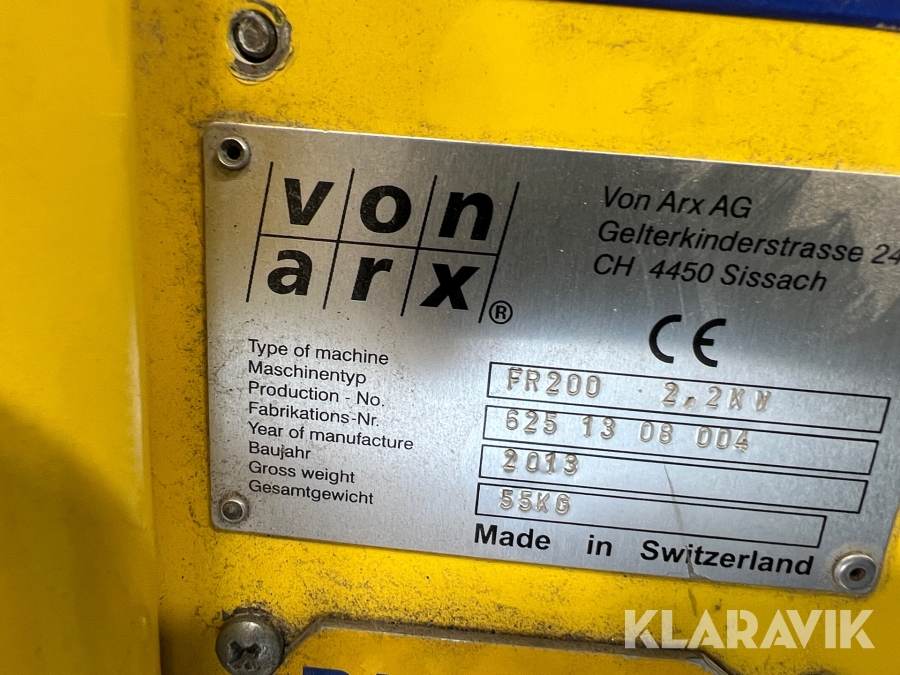 von
arx
®
Von Arx AG
Gelterkinderstrasse 24
CH 4450 Sissach
CE
Type of machine
Maschinentyp
FR200 2,2KW
Production - No.
Fabrikations-Nr.
625 13 08 004
Year of manufacture
Baujahr
2013
Gross weight
Gesamtgewicht
55KG
Made in Switzerland
KLARAVIK